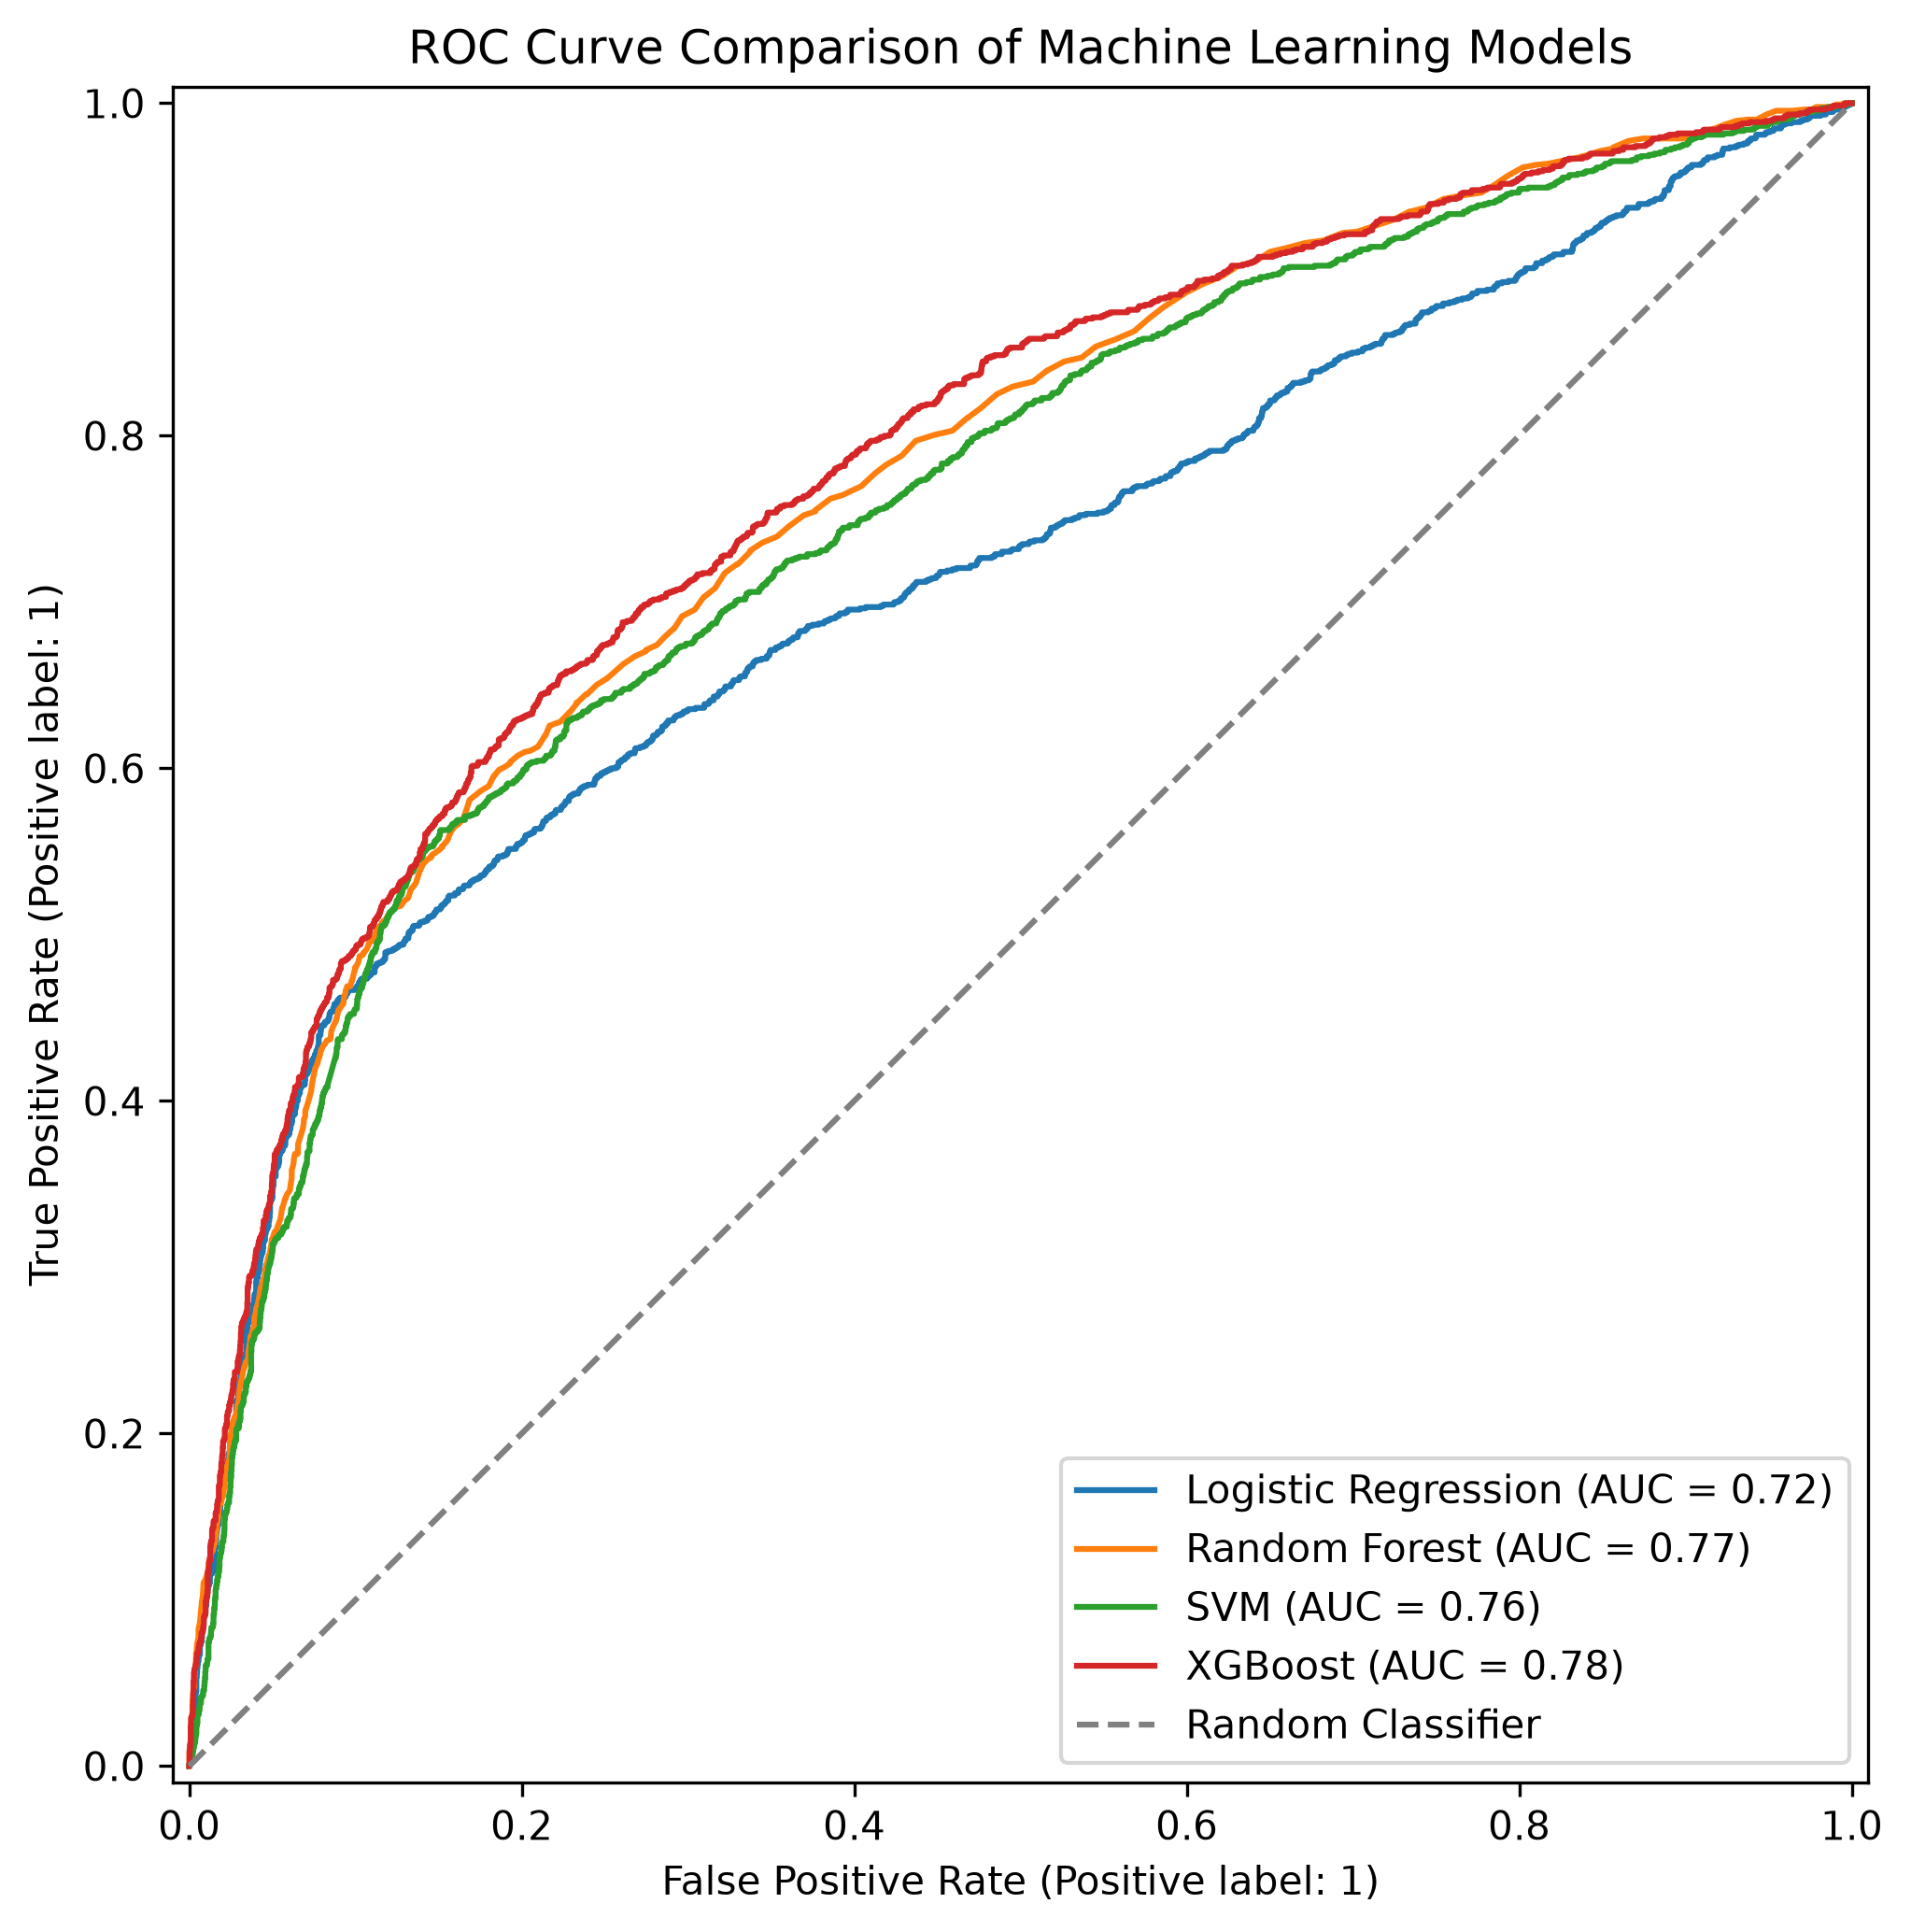 ROC Curve Comparison of Machine Learning Models
1.0
0.8
0.6
0.4
0.2
0.0
True Positive Rate (Positive label: 1)
Logistic Regression (AUC = 0.72)
Random Forest (AUC = 0.77)
SVM (AUC = 0.76)
XGBoost (AUC = 0.78)
Random Classifier
0.0 0.2 0.4 0.6 0.8 1.0
False Positive Rate (Positive label: 1)